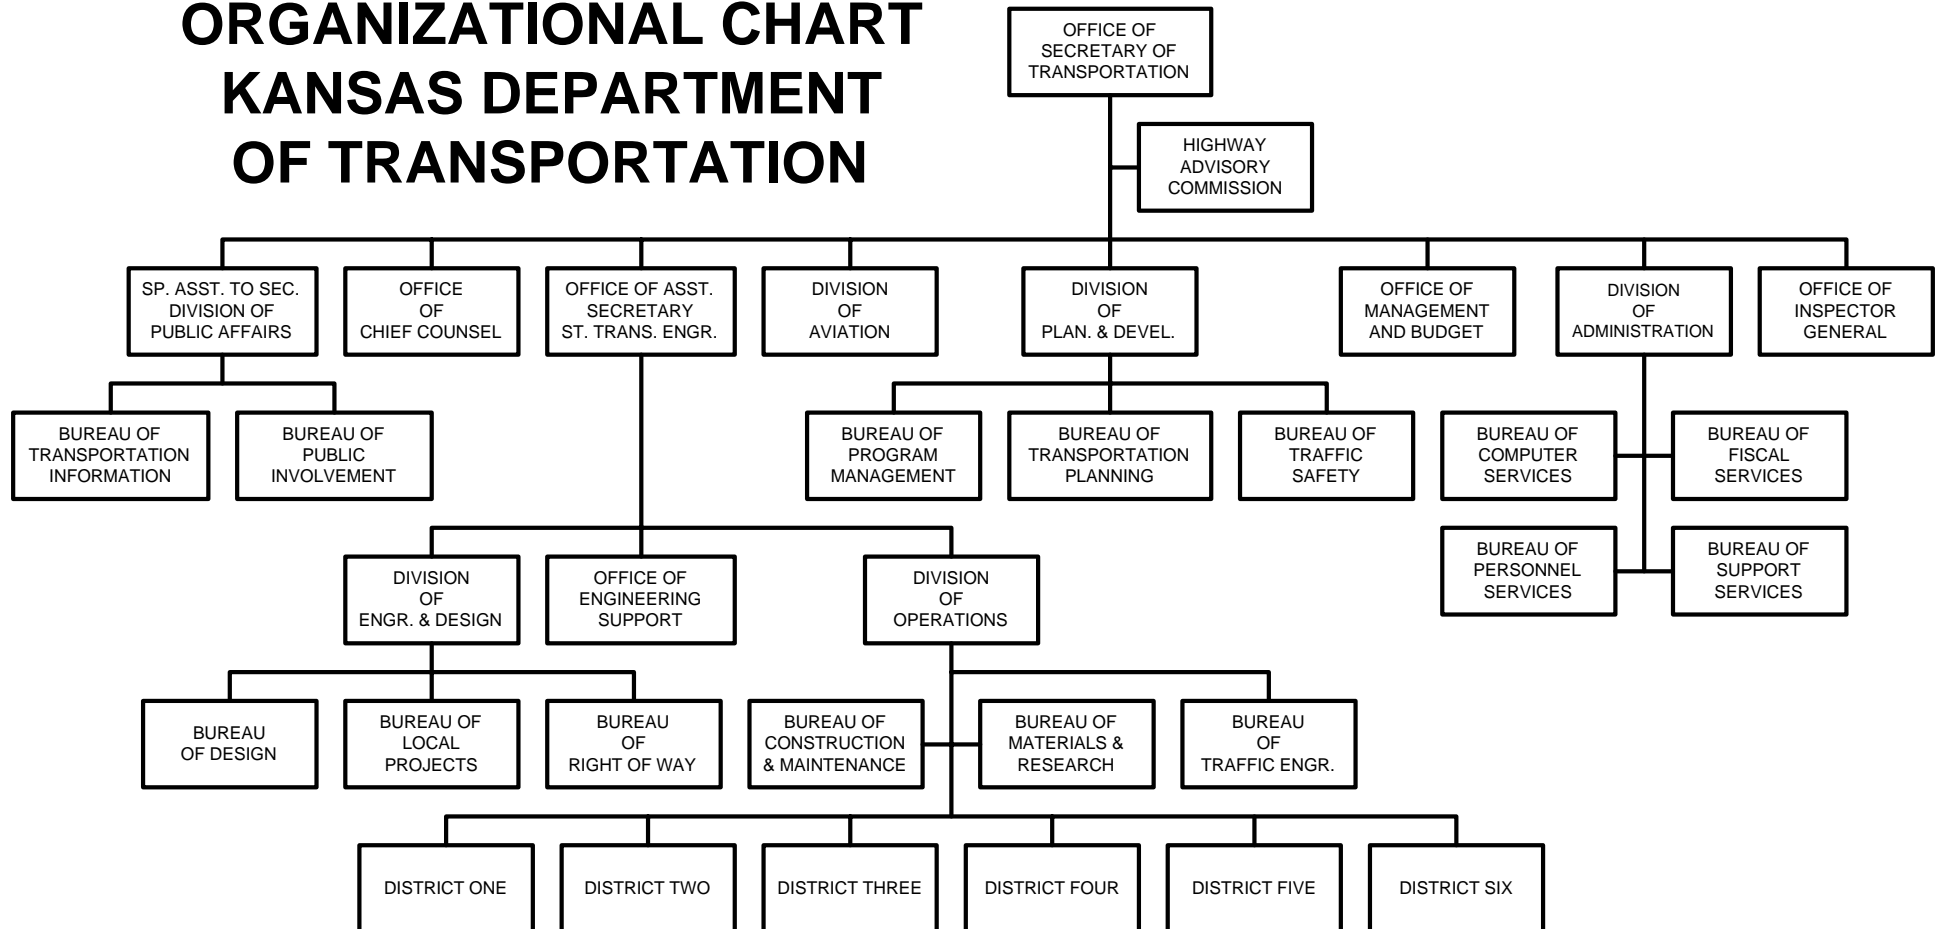 ORGANIZATIONAL CHART
KANSAS DEPARTMENT
OF TRANSPORTATION
OFFICE OF
SECRETARY OF
TRANSPORTATION
HIGHWAY
ADVISORY
COMMISSION
SP. ASST. TO SEC.
DIVISION OF
PUBLIC AFFAIRS
OFFICE
OF
CHIEF COUNSEL
OFFICE OF ASST.
SECRETARY
ST. TRANS. ENGR.
DIVISION
OF
AVIATION
DIVISION
OF
PLAN. & DEVEL.
OFFICE OF
MANAGEMENT
AND BUDGET
DIVISION
OF
ADMINISTRATION
OFFICE OF
INSPECTOR
GENERAL
BUREAU OF
TRANSPORTATION
INFORMATION
BUREAU OF
PUBLIC
INVOLVEMENT
BUREAU OF
PROGRAM
MANAGEMENT
BUREAU OF
TRANSPORTATION
PLANNING
BUREAU OF
TRAFFIC
SAFETY
BUREAU OF
COMPUTER
SERVICES
BUREAU OF
FISCAL
SERVICES
BUREAU OF
PERSONNEL
SERVICES
BUREAU OF
SUPPORT
SERVICES
DIVISION
OF
ENGR. & DESIGN
OFFICE OF
ENGINEERING
SUPPORT
DIVISION
OF
OPERATIONS
BUREAU
OF DESIGN
BUREAU OF
LOCAL
PROJECTS
BUREAU
OF
RIGHT OF WAY
BUREAU OF
CONSTRUCTION
& MAINTENANCE
BUREAU OF
MATERIALS &
RESEARCH
BUREAU
OF
TRAFFIC ENGR.
DISTRICT ONE
DISTRICT TWO
DISTRICT THREE
DISTRICT FOUR
DISTRICT FIVE
DISTRICT SIX